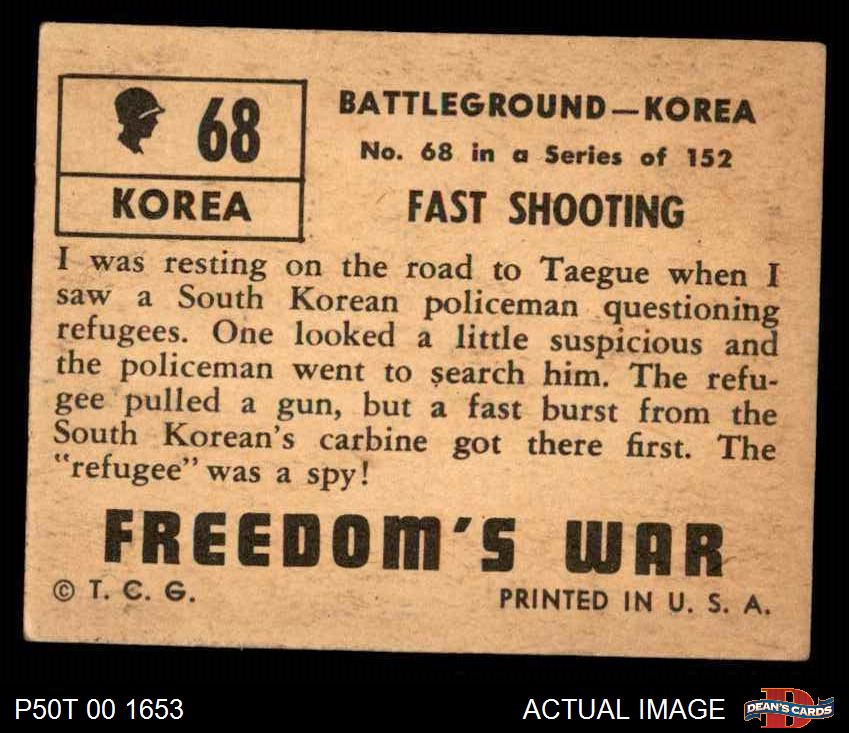 68
KOREA
BATTLEGROUND—KOREA
No. 68 in a Series of 152
FAST SHOOTING
I was resting on the road to Taegue when I
saw a South Korean policeman questioning
refugees. One looked a little suspicious and
the policeman went to search him. The refu-
gee pulled a gun, but a fast burst from the
South Korean's carbine got there first. The
"refugee" was a spy!
FREEDOM'S WAR
© T. C. G.
PRINTED IN U. S. A.
P50T 00 1653
ACTUAL IMAGE
D
DEAN'S CARDS